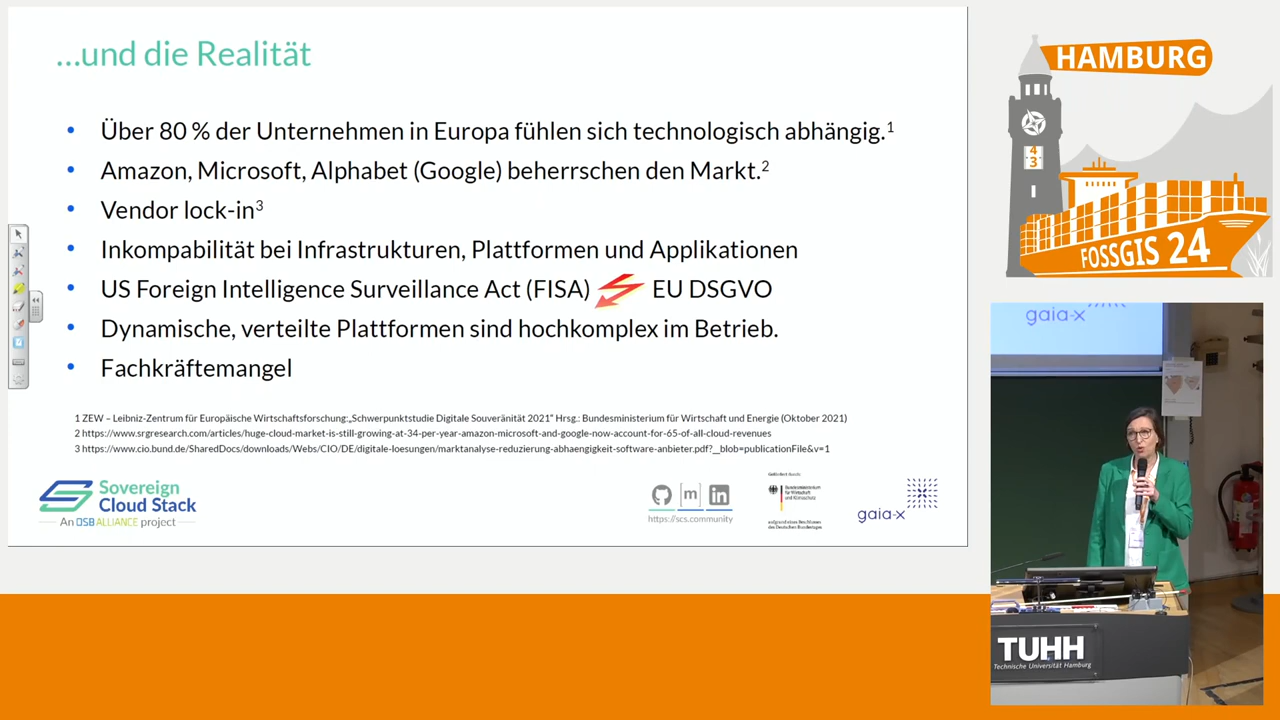 ...und die Realität
• Über 80 % der Unternehmen in Europa fühlen sich technologisch abhängig.¹
• Amazon, Microsoft, Alphabet (Google) beherrschen den Markt.²
• Vendor lock-in³
• Inkompabilität bei Infrastrukturen, Plattformen und Applikationen
• US Foreign Intelligence Surveillance Act (FISA) EU DSGVO
• Dynamische, verteilte Plattformen sind hochkomplex im Betrieb.
• Fachkräftemangel
1 ZEW – Leibniz-Zentrum für Europäische Wirtschaftsforschung:„Schwerpunktstudie Digitale Souveränität 2021" Hrsg.: Bundesministerium für Wirtschaft und Energie (Oktober 2021)
2 https://www.srgresearch.com/articles/huge-cloud-market-is-still-growing-at-34-per-year-amazon-microsoft-and-google-now-account-for-65-of-all-cloud-revenues
3 https://www.cio.bund.de/SharedDocs/downloads/Webs/CIO/DE/digitale-loesungen/marktanalyse-reduzierung-abhaengigkeit-software-anbieter.pdf?__blob=publicationFile&v=1
Sovereign
Cloud Stack
An OSB ALLIANCE project
[m]
in
https://scs.community
Gefördert durch:
Bundesministerium
für Wirtschaft
und Klimaschutz
aufgrund eines Beschlusses
des Deutschen Bundestages
gaia-x
HAMBURG
4
3
FOSSGIS 24
gaia-x
TUHH
Technische Universität Hamburg